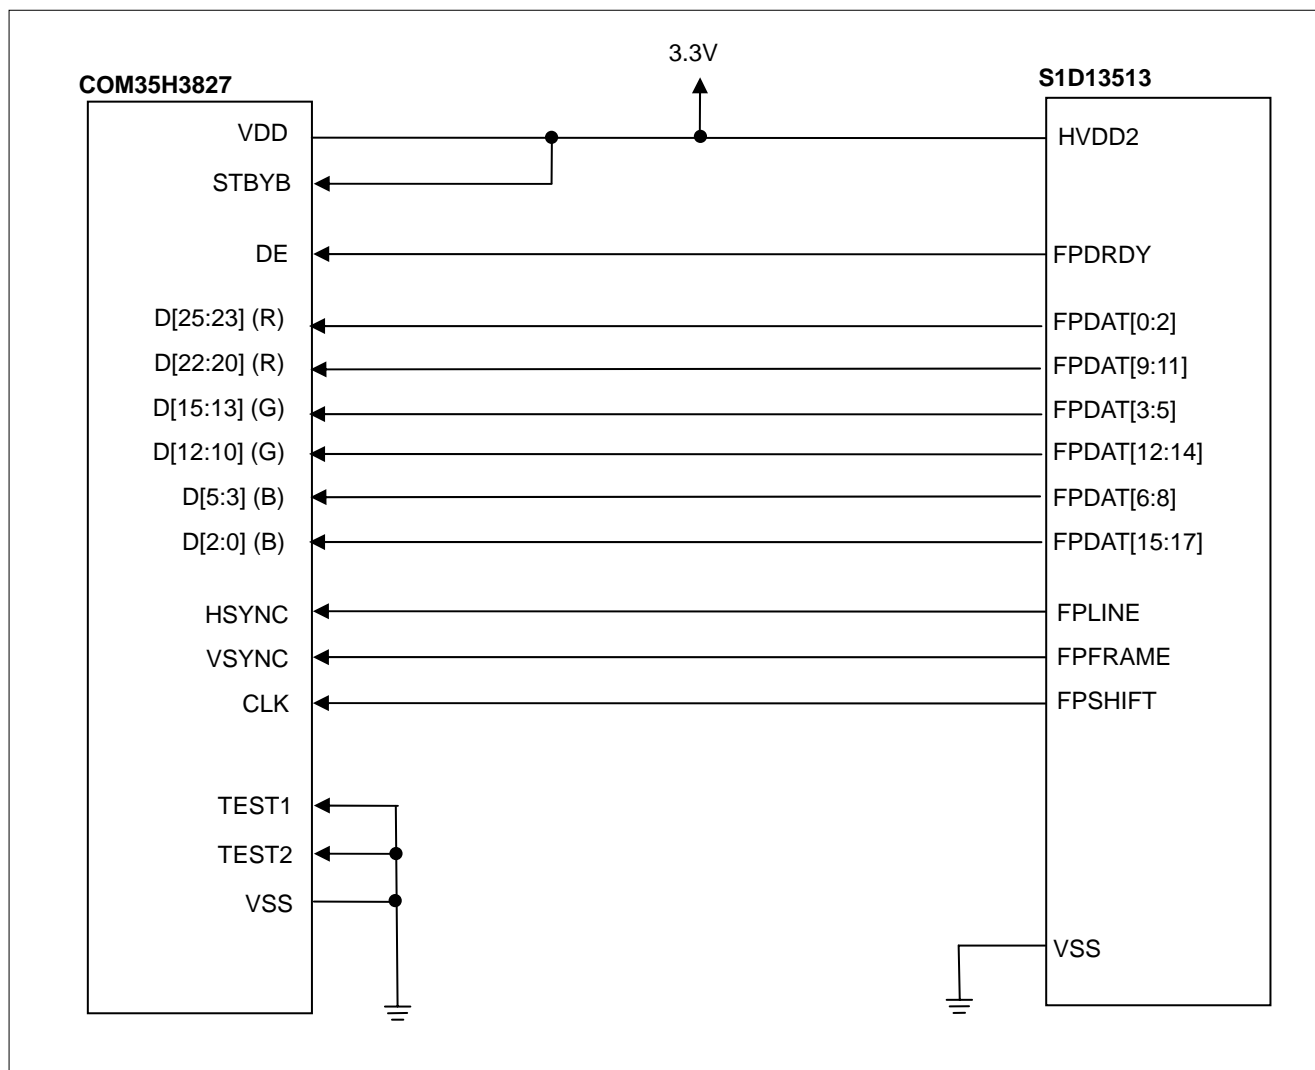 3.3V
COM35H3827
S1D13513
VDD
HVDD2
STBYB
DE
FPDRDY
D[25:23] (R)
FPDAT[0:2]
D[22:20] (R)
FPDAT[9:11]
D[15:13] (G)
FPDAT[3:5]
D[12:10] (G)
FPDAT[12:14]
D[5:3] (B)
FPDAT[6:8]
D[2:0] (B)
FPDAT[15:17]
HSYNC
FPLINE
VSYNC
FPFRAME
CLK
FPSHIFT
TEST1
TEST2
VSS
VSS